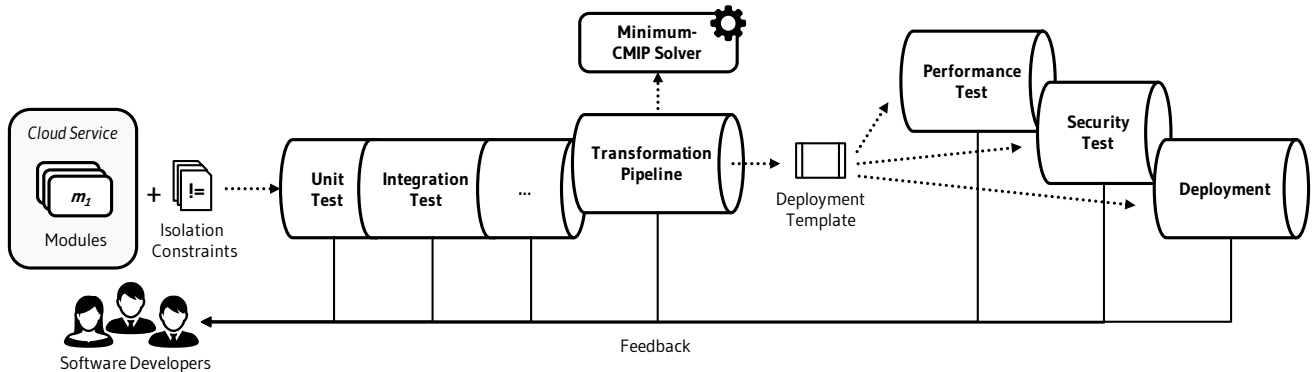 Cloud Service
m1
Modules
+
!=
Isolation
Constraints
Unit
Test
Integration
Test
...
Transformation
Pipeline
Minimum-
CMIP Solver
Deployment
Template
Performance
Test
Security
Test
Deployment
Software Developers
Feedback